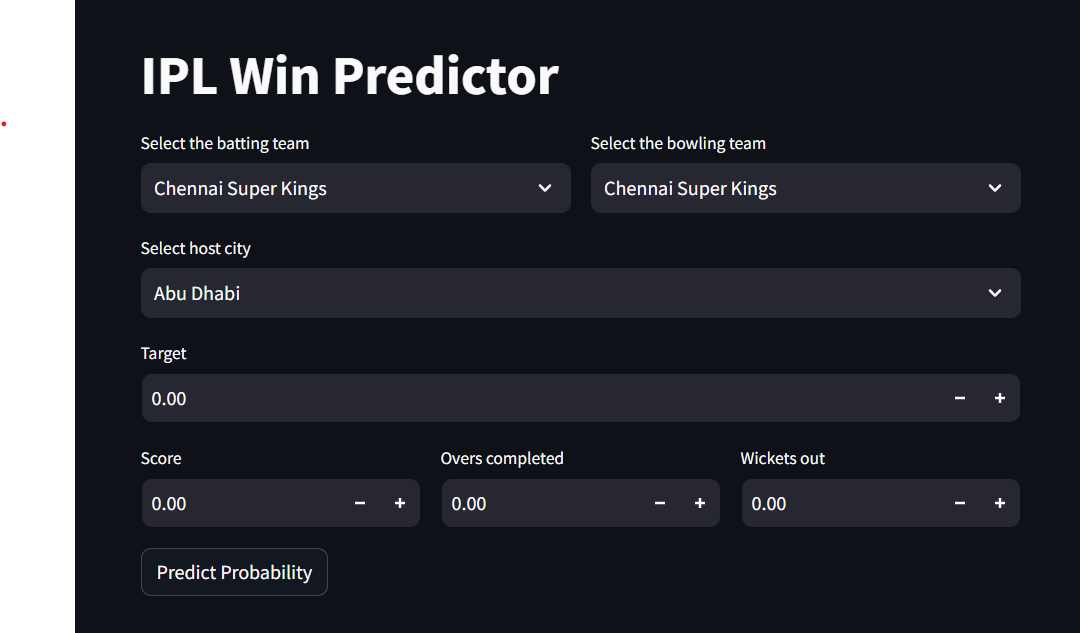 IPL Win Predictor
Select the batting team
Select the bowling team
Chennai Super Kings
Chennai Super Kings
Select host city
Abu Dhabi
Target
0.00
Score
Overs completed
Wickets out
0.00
0.00
0.00
Predict Probability